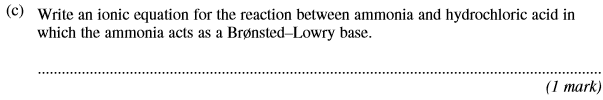 (c) Write an ionic equation for the reaction between ammonia and hydrochloric acid in
which the ammonia acts as a Brønsted–Lowry base.
(1 mark)